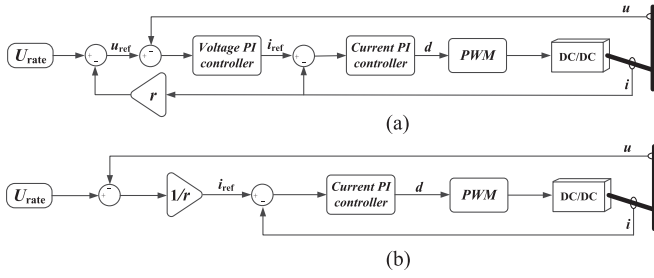 u
U_rate u_ref Voltage PI controller i_ref Current PI controller d PWM DC/DC
r i
(a)
u
U_rate 1/r i_ref Current PI controller d PWM DC/DC
i
(b)